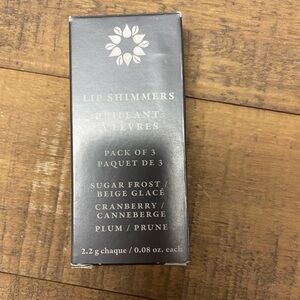 LIP SHIMMERS
BRILLANT
À LÈVRES
PACK OF 3
PAQUET DE 3
SUGAR FROST /
BEIGE GLACÉ
CRANBERRY /
CANNEBERGE
PLUM / PRUNE
2.2 g chaque / 0.08 oz. each